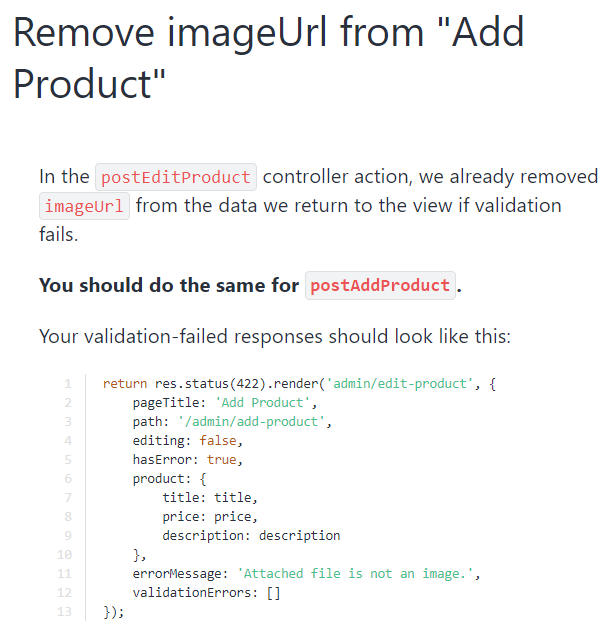 Remove imageUrl from "Add
Product"
In the postEditProduct controller action, we already removed
imageUrl from the data we return to the view if validation
fails.
You should do the same for postAddProduct.
Your validation-failed responses should look like this:
1 return res.status(422).render('admin/edit-product', {
2     pageTitle: 'Add Product',
3     path: '/admin/add-product',
4     editing: false,
5     hasError: true,
6     product: {
7         title: title,
8         price: price,
9         description: description
10     },
11     errorMessage: 'Attached file is not an image.',
12     validationErrors: []
13 });